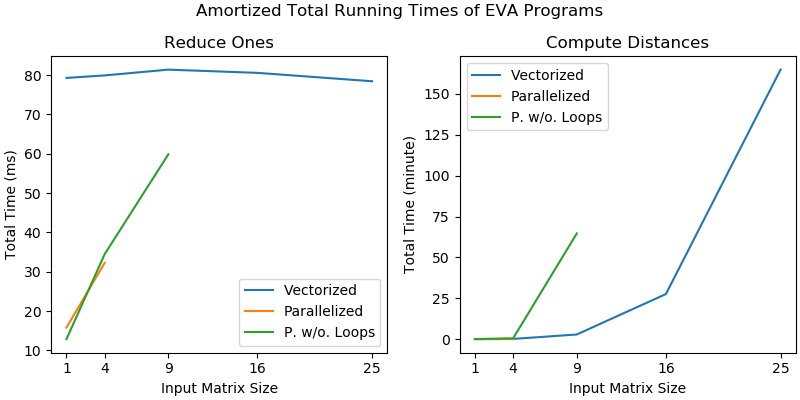 Amortized Total Running Times of EVA Programs
Reduce Ones
Total Time (ms)
80
70
60
50
40
30
20
10
1 4 9 16 25
Input Matrix Size
Vectorized
Parallelized
P. w/o. Loops
Compute Distances
Total Time (minute)
150
125
100
75
50
25
0
1 4 9 16 25
Input Matrix Size
Vectorized
Parallelized
P. w/o. Loops